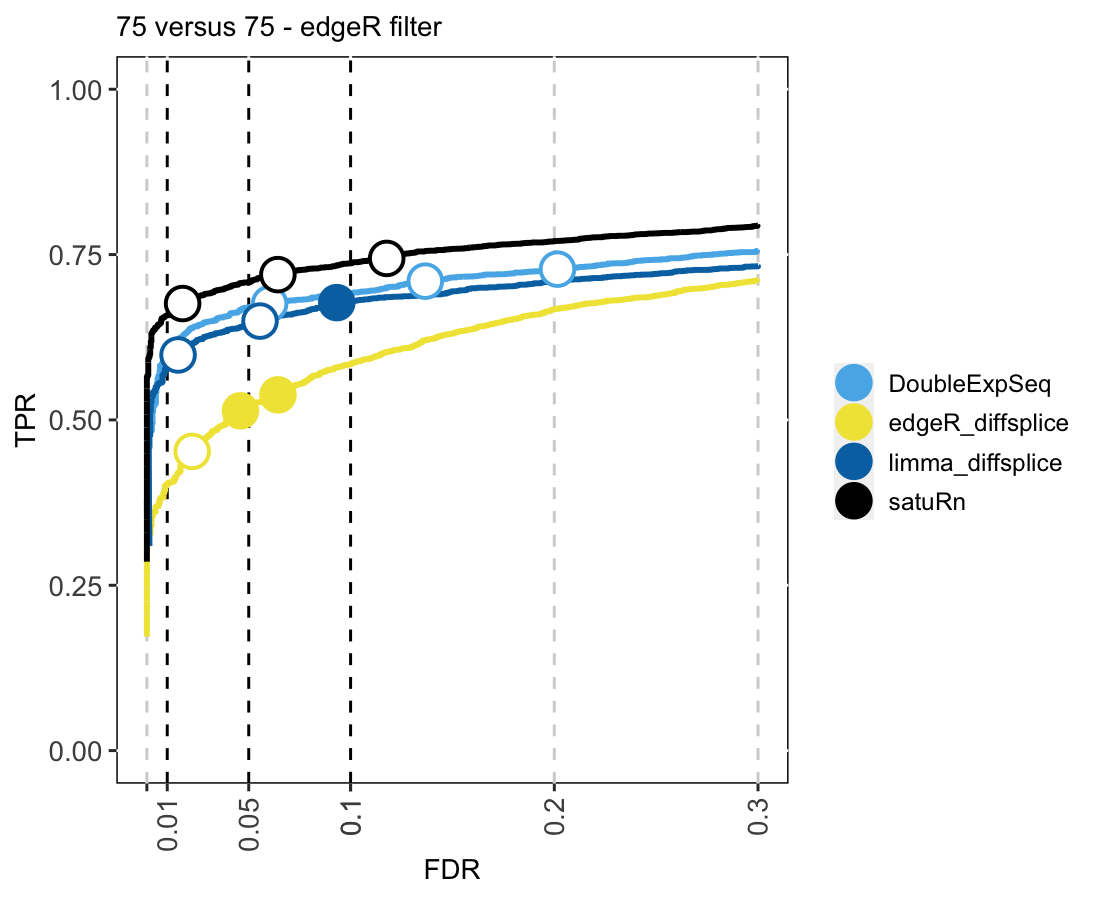 75 versus 75 - edgeR filter
TPR
1.00
0.75
0.50
0.25
0.00
0.01
0.05
0.1
0.2
0.3
FDR
DoubleExpSeq
edgeR_diffsplice
limma_diffsplice
satuRn